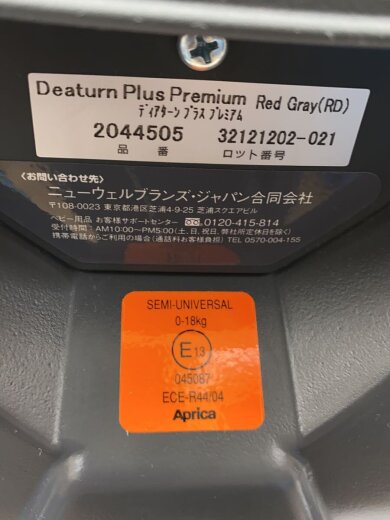 Deaturn Plus Premium Red Gray(RD)
ﾃﾞｨｱﾀｰﾝ ﾌﾟﾗｽ ﾌﾟﾚﾐｱﾑ
2044505 32121202-021
品 番 ロット番号
〈お問い合わせ先〉
ニューウェルブランズ・ジャパン合同会社
〒108-0023 東京都港区芝浦4-9-25 芝浦スクエアビル
ベビー用品 お客様サポートセンター 0120-415-814
受付時間:AM10:00〜PM5:00(土、日、祝日、弊社所定休日を除く)
携帯電話からご利用の場合(通話料お客様負担) TEL 0570-004-155
SEMI-UNIVERSAL
0-18kg
E13
045087
ECE-R44/04
Aprica